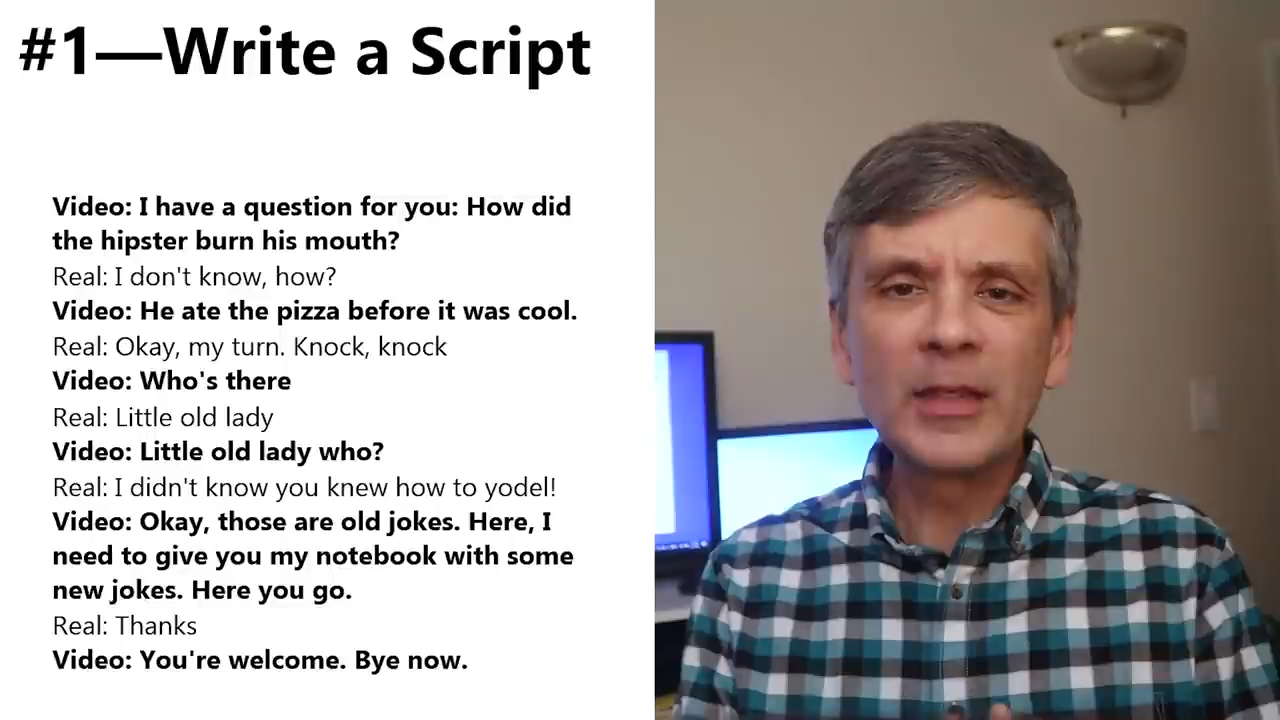 #1—Write a Script
Video: I have a question for you: How did
the hipster burn his mouth?
Real: I don't know, how?
Video: He ate the pizza before it was cool.
Real: Okay, my turn. Knock, knock
Video: Who's there
Real: Little old lady
Video: Little old lady who?
Real: I didn't know you knew how to yodel!
Video: Okay, those are old jokes. Here, I
need to give you my notebook with some
new jokes. Here you go.
Real: Thanks
Video: You're welcome. Bye now.